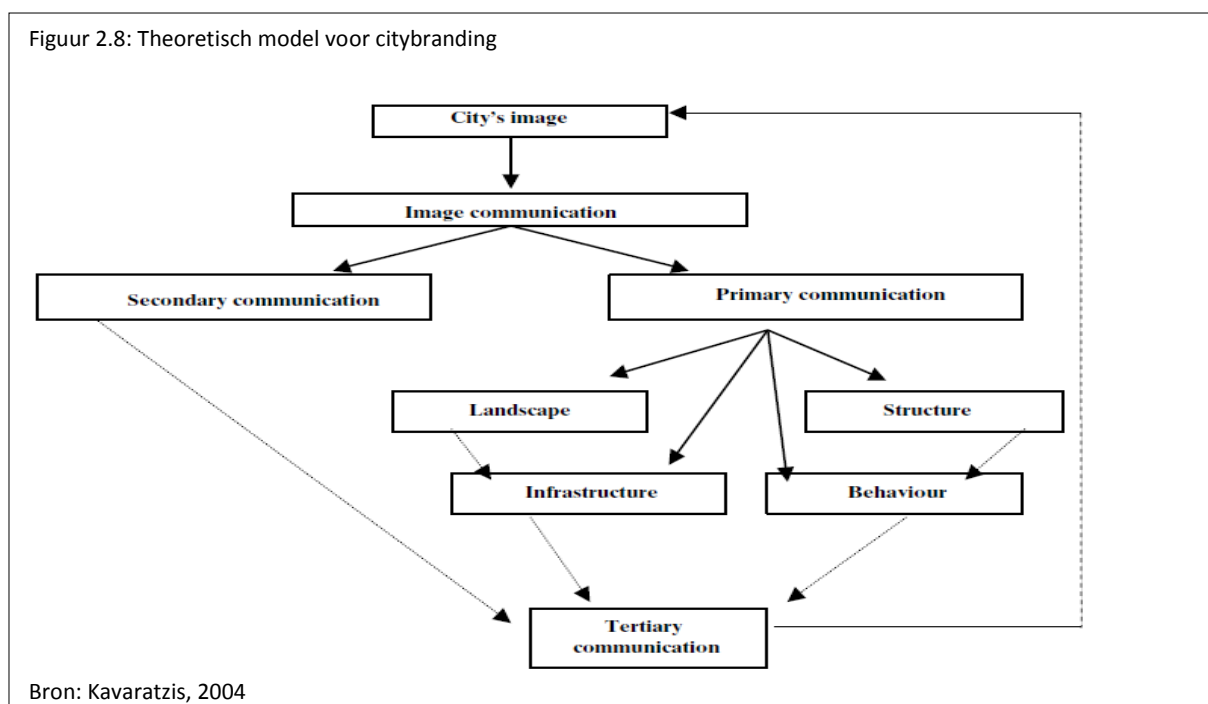 Figuur 2.8: Theoretisch model voor citybranding
City's image
Image communication
Secondary communication
Primary communication
Landscape
Structure
Infrastructure
Behaviour
Tertiary
communication
Bron: Kavaratzis, 2004